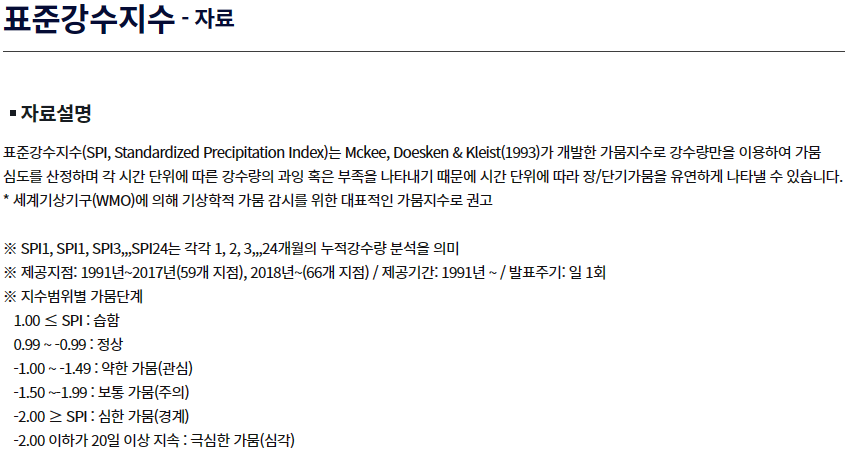 표준강수지수 - 자료
▪ 자료설명
표준강수지수(SPI, Standardized Precipitation Index)는 Mckee, Doesken & Kleist(1993)가 개발한 가뭄지수로 강수량만을 이용하여 가뭄
심도를 산정하며 각 시간 단위에 따른 강수량의 과잉 혹은 부족을 나타내기 때문에 시간 단위에 따라 장/단기가뭄을 유연하게 나타낼 수 있습니다.
* 세계기상기구(WMO)에 의해 기상학적 가뭄 감시를 위한 대표적인 가뭄지수로 권고
※ SPI1, SPI1, SPI3,,,SPI24는 각각 1, 2, 3,,,24개월의 누적강수량 분석을 의미
※ 제공지점: 1991년~2017년(59개 지점), 2018년~(66개 지점) / 제공기간: 1991년 ~ / 발표주기: 일 1회
※ 지수범위별 가뭄단계
1.00 ≤ SPI : 습함
0.99 ~ -0.99 : 정상
-1.00 ~ -1.49 : 약한 가뭄(관심)
-1.50 ~-1.99 : 보통 가뭄(주의)
-2.00 ≥ SPI : 심한 가뭄(경계)
-2.00 이하가 20일 이상 지속 : 극심한 가뭄(심각)